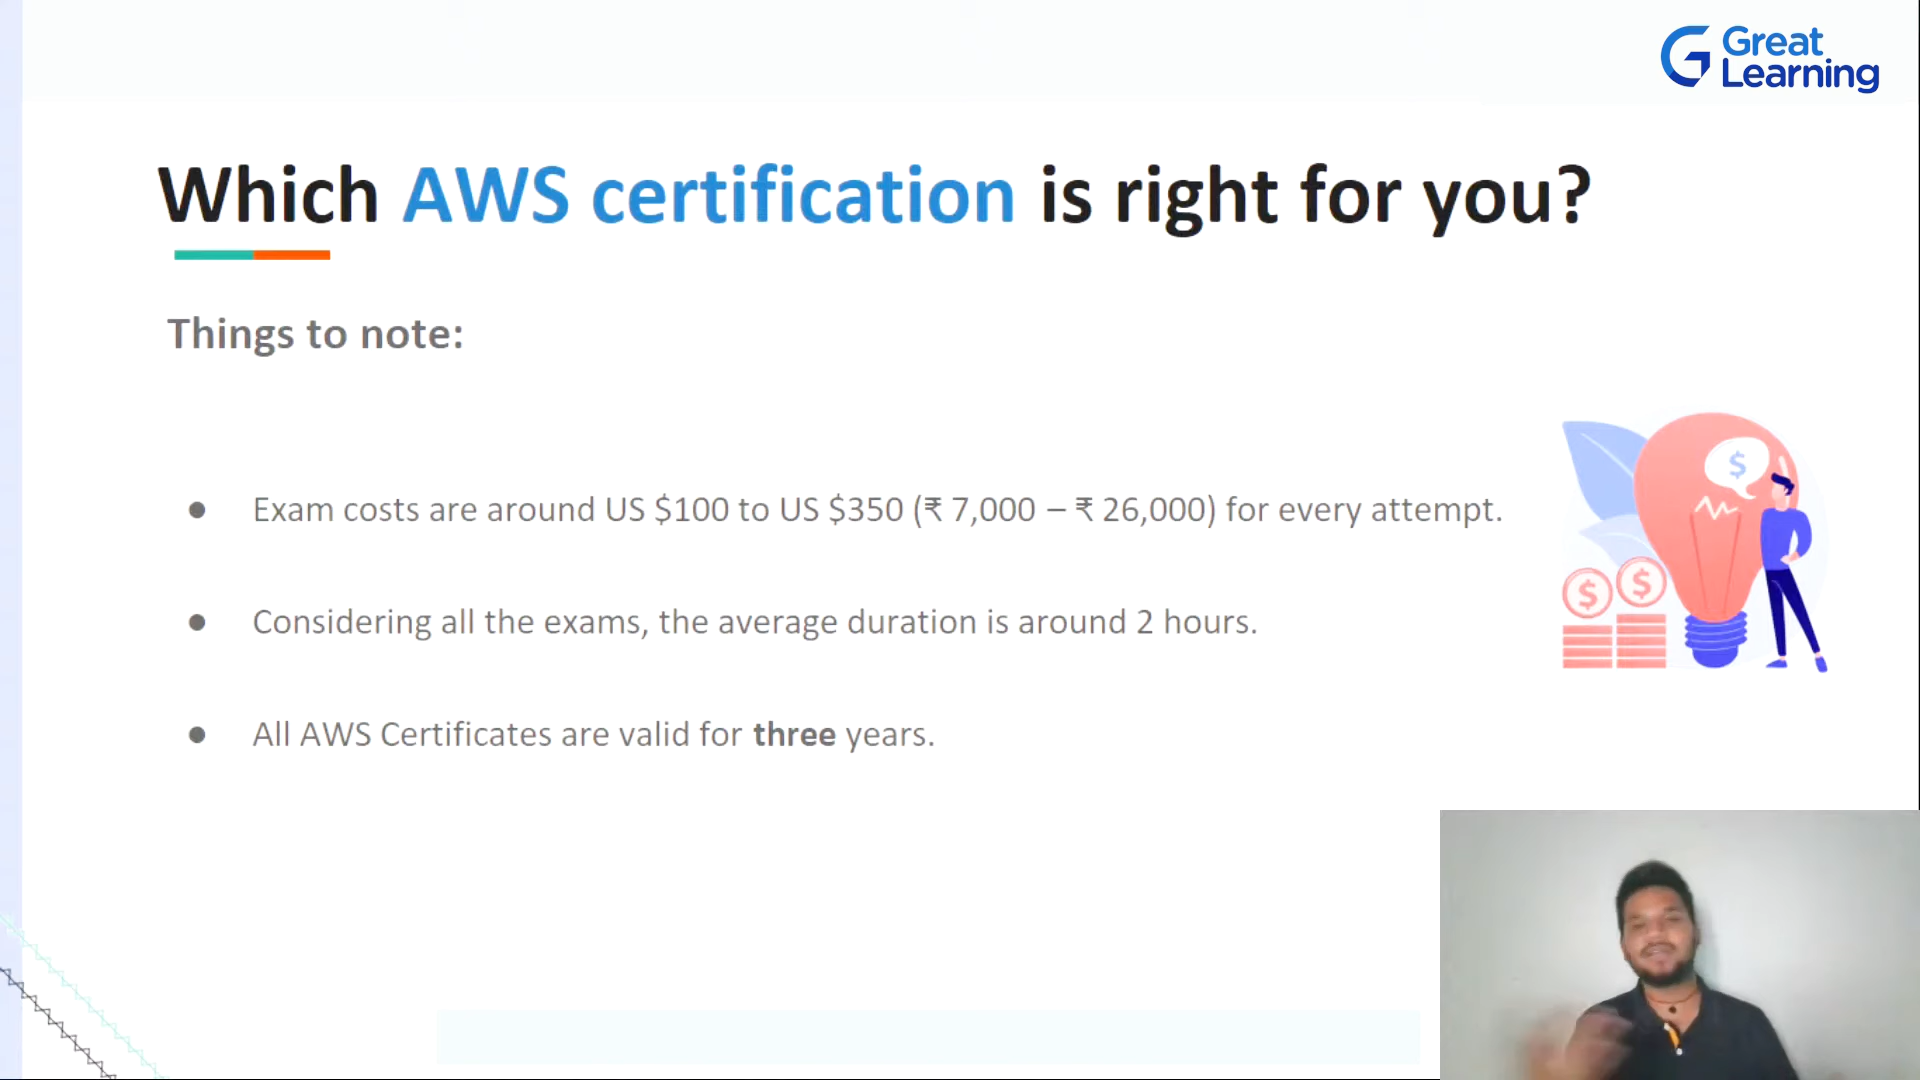 Great
Learning
Which AWS certification is right for you?
Things to note:
● Exam costs are around US $100 to US $350 (₹ 7,000 – ₹ 26,000) for every attempt.
● Considering all the exams, the average duration is around 2 hours.
● All AWS Certificates are valid for three years.
$
$
$